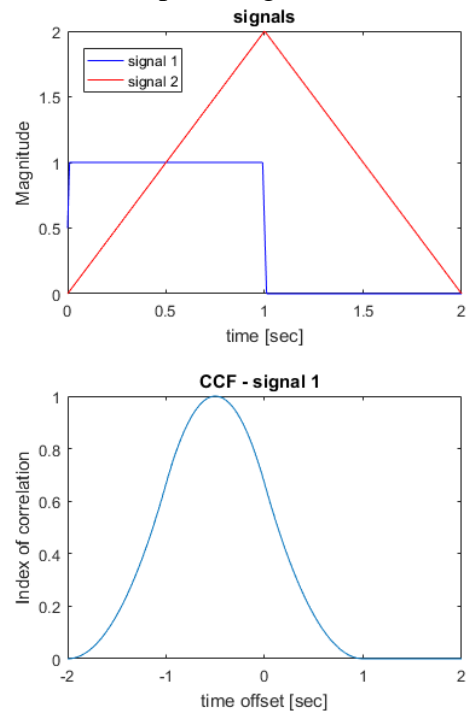 signals
signal 1
signal 2
2
1.5
1
0.5
0
Magnitude
0 0.5 1 1.5 2
time [sec]
CCF - signal 1
1
0.8
0.6
0.4
0.2
0
Index of correlation
-2 -1 0 1 2
time offset [sec]